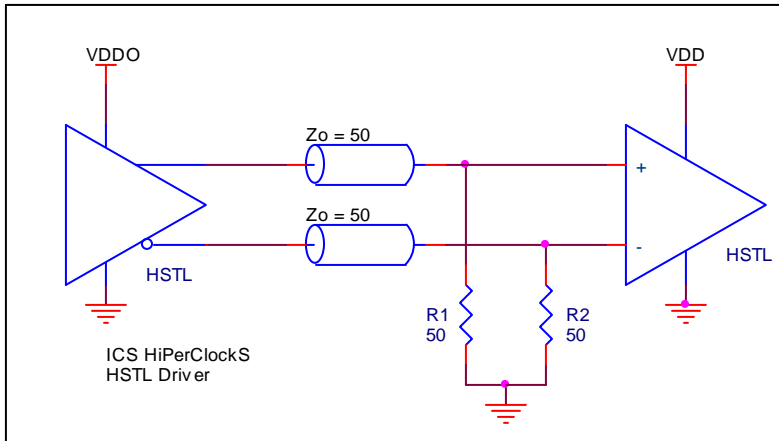 VDDO
VDD
Zo = 50
+
Zo = 50
-
HSTL
HSTL
R1
50
R2
50
ICS HiPerClockS
HSTL Driver